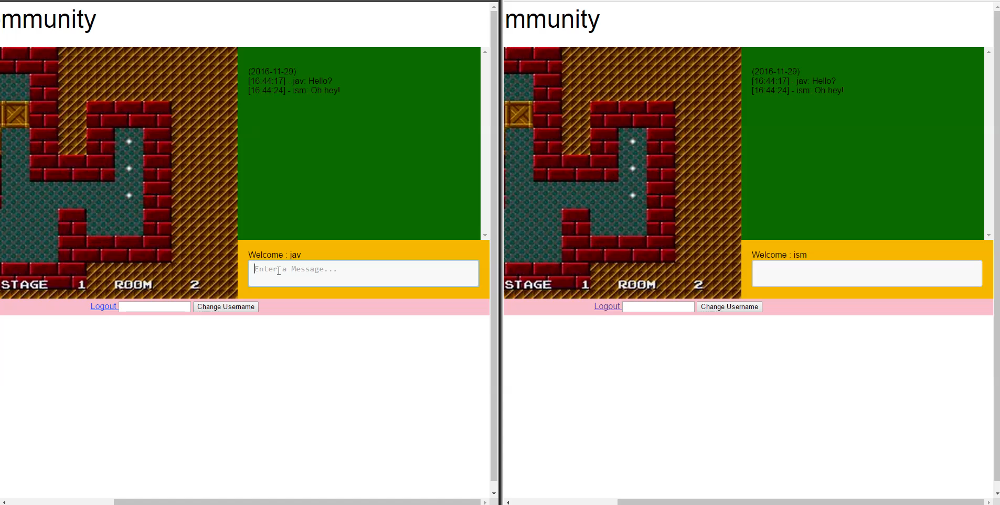 mmunity
(2016-11-29)
[16:44:17] - jav: Hello?
[16:44:24] - ism: Oh hey!
Welcome : jav
Enter a Message...
STAGE 1 ROOM 2
Logout Change Username
mmunity
(2016-11-29)
[16:44:17] - jav: Hello?
[16:44:24] - ism: Oh hey!
Welcome : ism
STAGE 1 ROOM 2
Logout Change Username